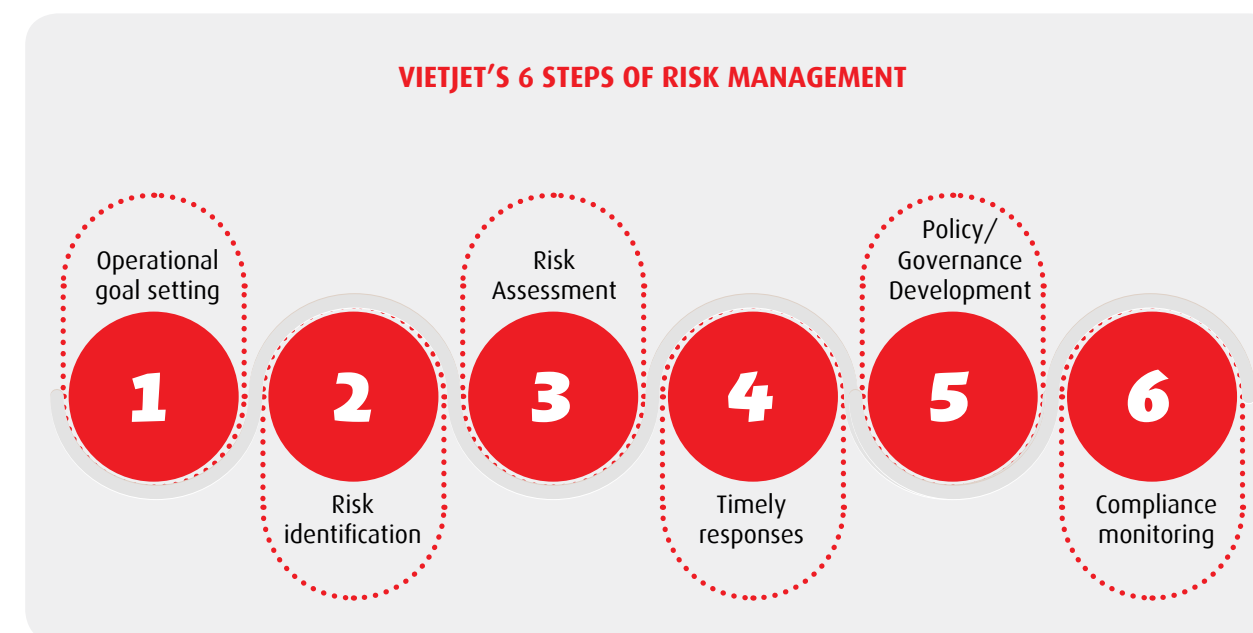 VIETJET'S 6 STEPS OF RISK MANAGEMENT
Operational
goal setting
1
2
Risk
identification
Risk
Assessment
3
4
Timely
responses
Policy/
Governance
Development
5
6
Compliance
monitoring